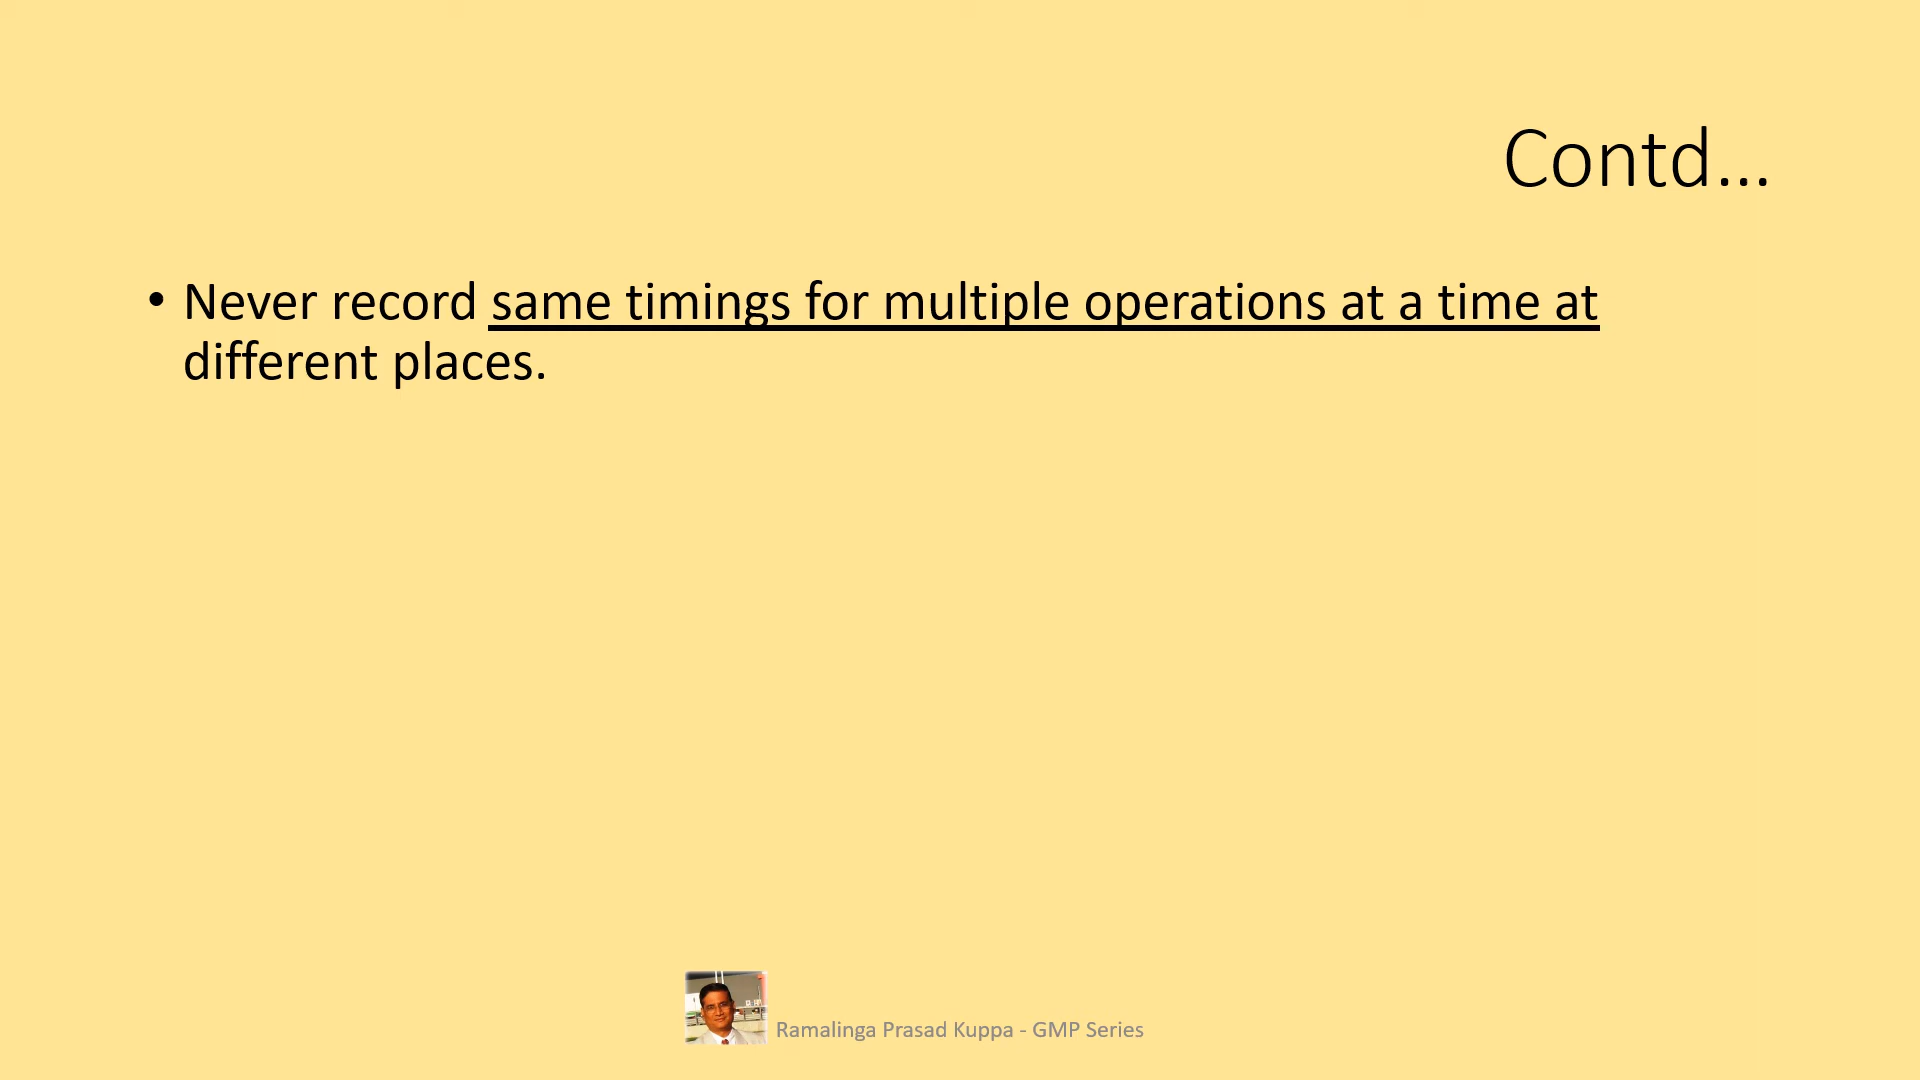 Contd...
• Never record same timings for multiple operations at a time at
different places.
Ramalinga Prasad Kuppa - GMP Series